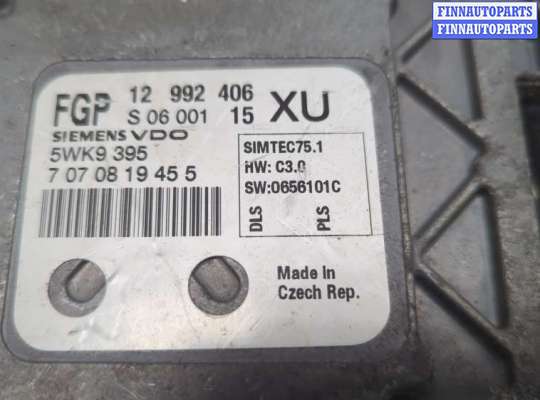 FINNAUTOPARTS
FINNAUTOPARTS
FGP 12 992 406 XU
S 06 001 15
SIEMENS VDO
5WK9 395
7 07 08 19 45 5
SIMTEC75.1
HW: C3.0
SW:0656101C
DLS PLS
Made In
Czech Rep.